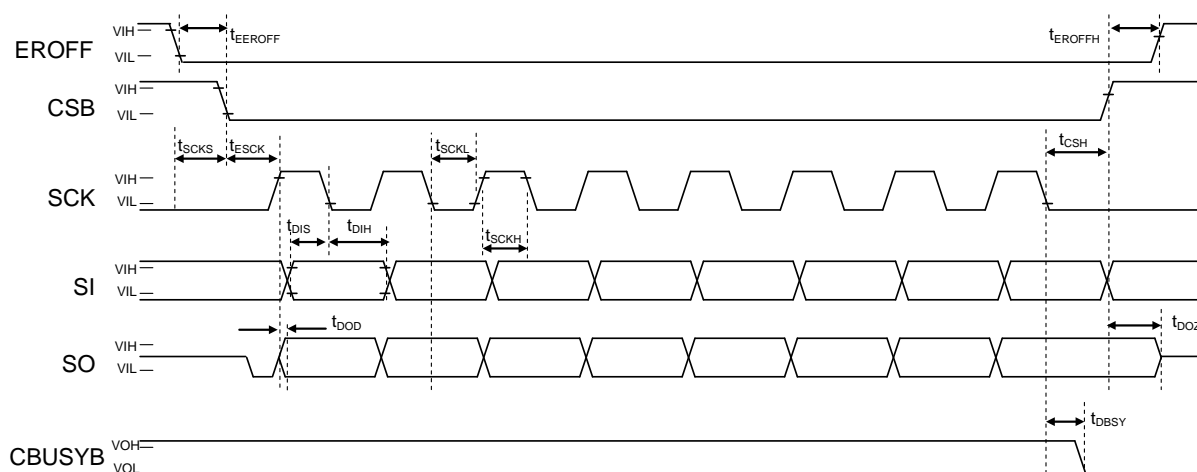 EROFF
VIH
VIL
tEEROFF
tEROFFH
CSB
VIH
VIL
tSCKS
tESCK
tSCKL
tCSH
SCK
VIH
VIL
tDIS
tDIH
tSCKH
SI
VIH
VIL
tDOD
tDOZ
SO
VIH
VIL
tDBSY
CBUSYB
VOH
VOL